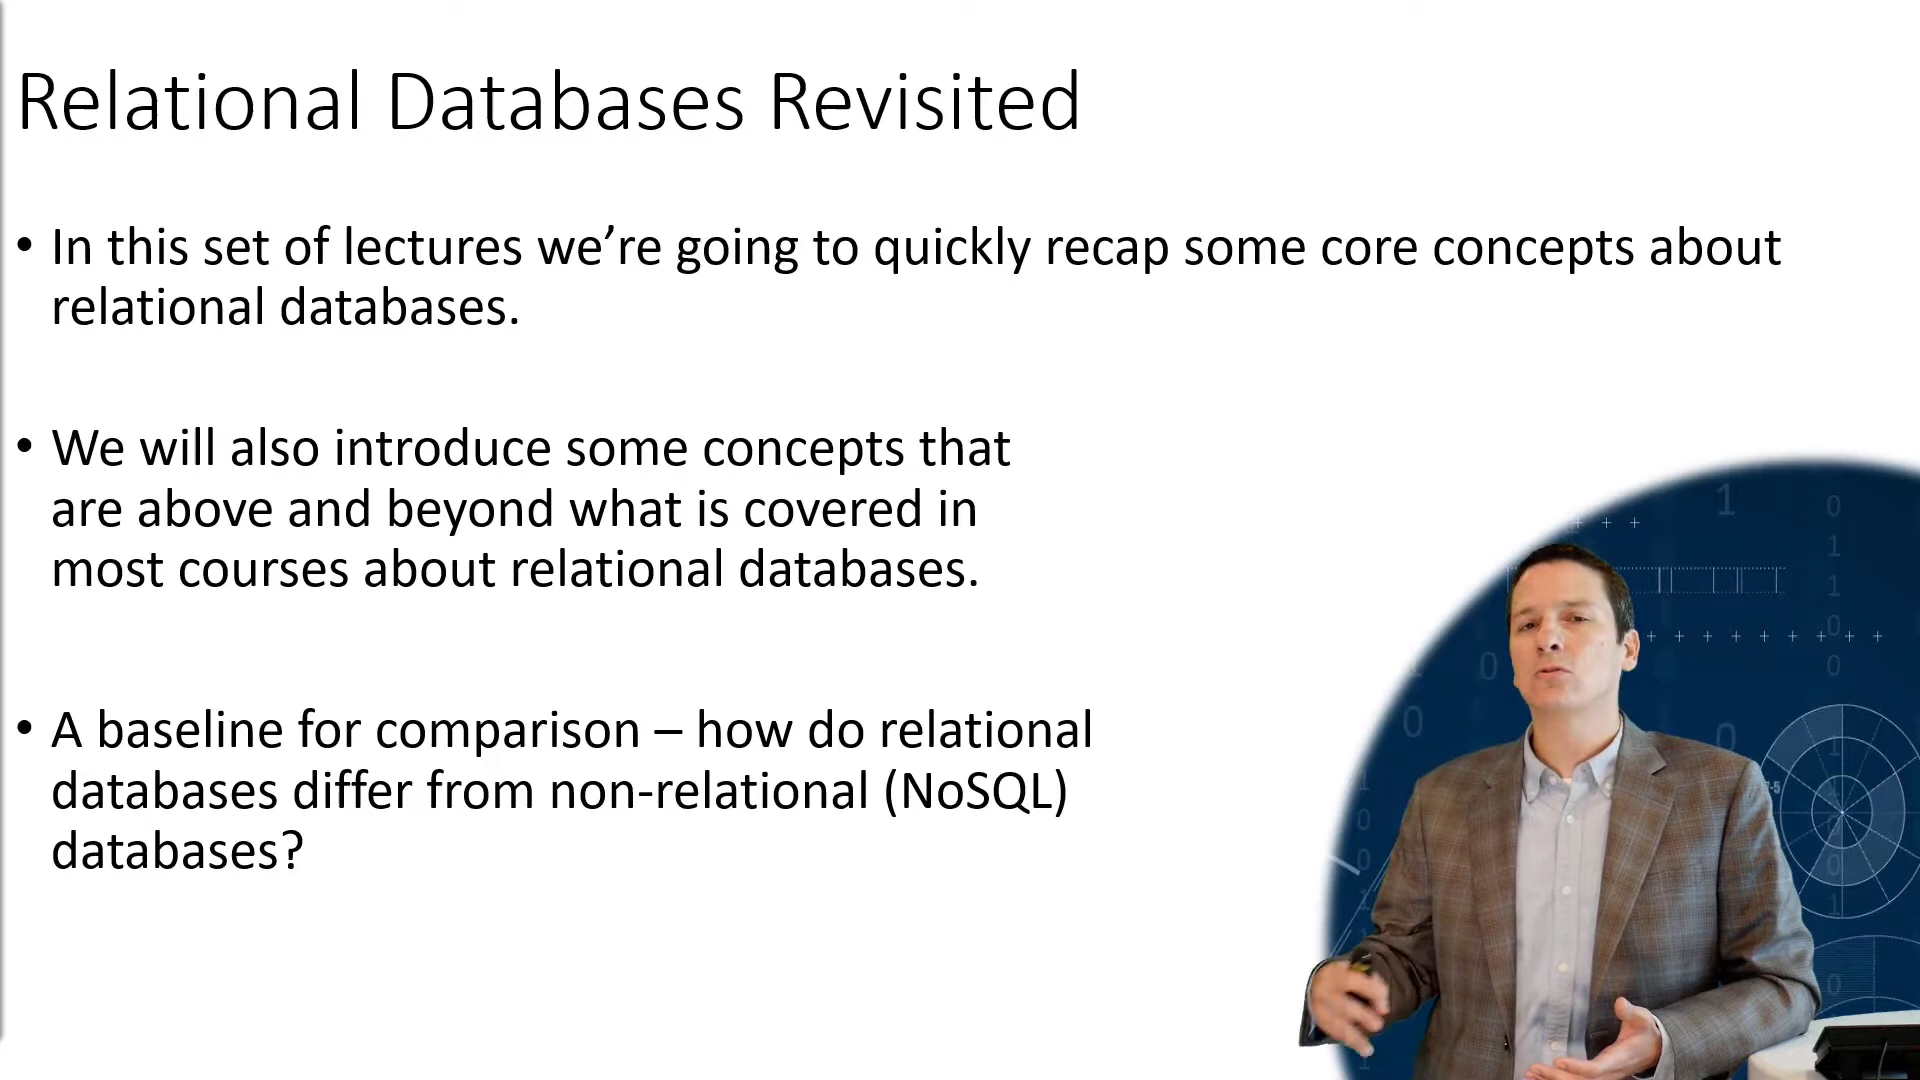 Relational Databases Revisited
• In this set of lectures we’re going to quickly recap some core concepts about
relational databases.
• We will also introduce some concepts that
are above and beyond what is covered in
most courses about relational databases.
• A baseline for comparison – how do relational
databases differ from non-relational (NoSQL)
databases?